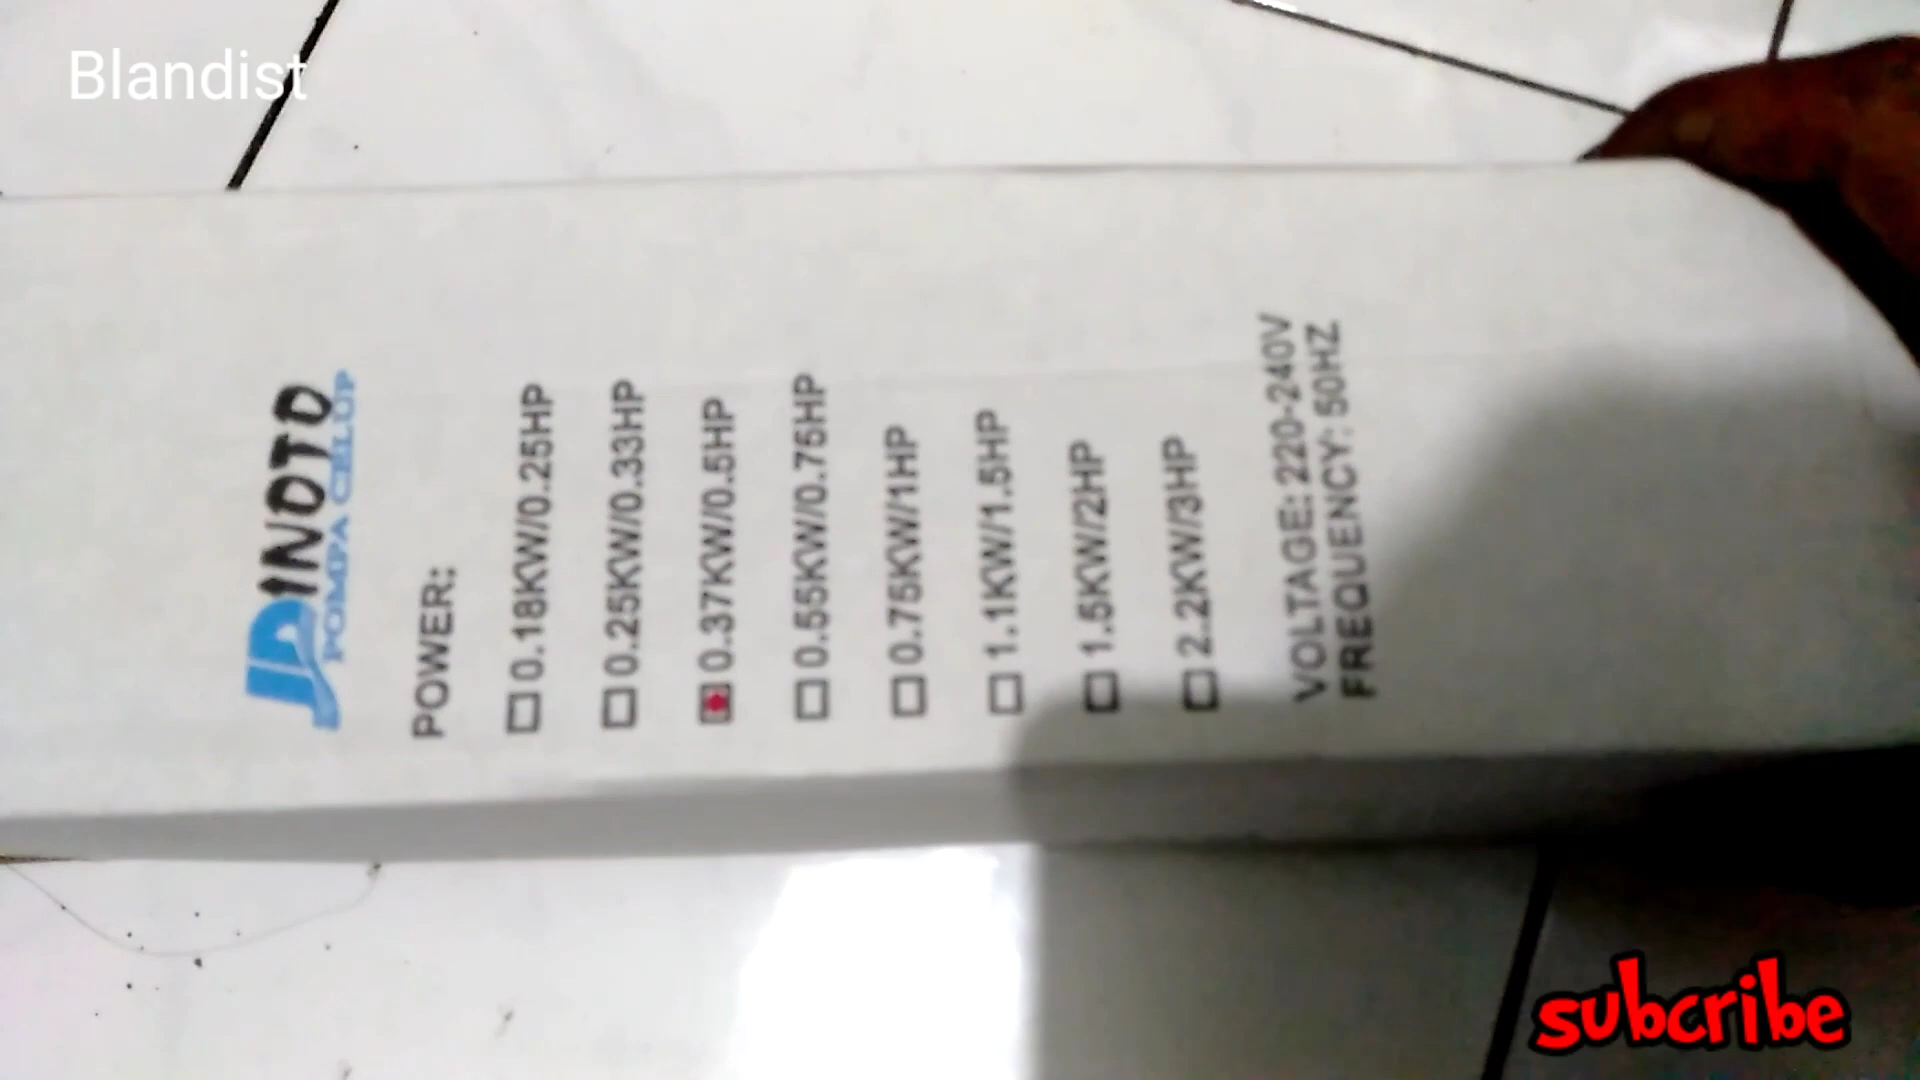 Blandist
DINOTO
POMPA CELUP
POWER:
0.18KW/0.25HP
0.25KW/0.33HP
0.37KW/0.5HP
0.55KW/0.75HP
0.75KW/1HP
1.1KW/1.5HP
1.5KW/2HP
2.2KW/3HP
VOLTAGE: 220-240V
FREQUENCY: 50HZ
subcribe